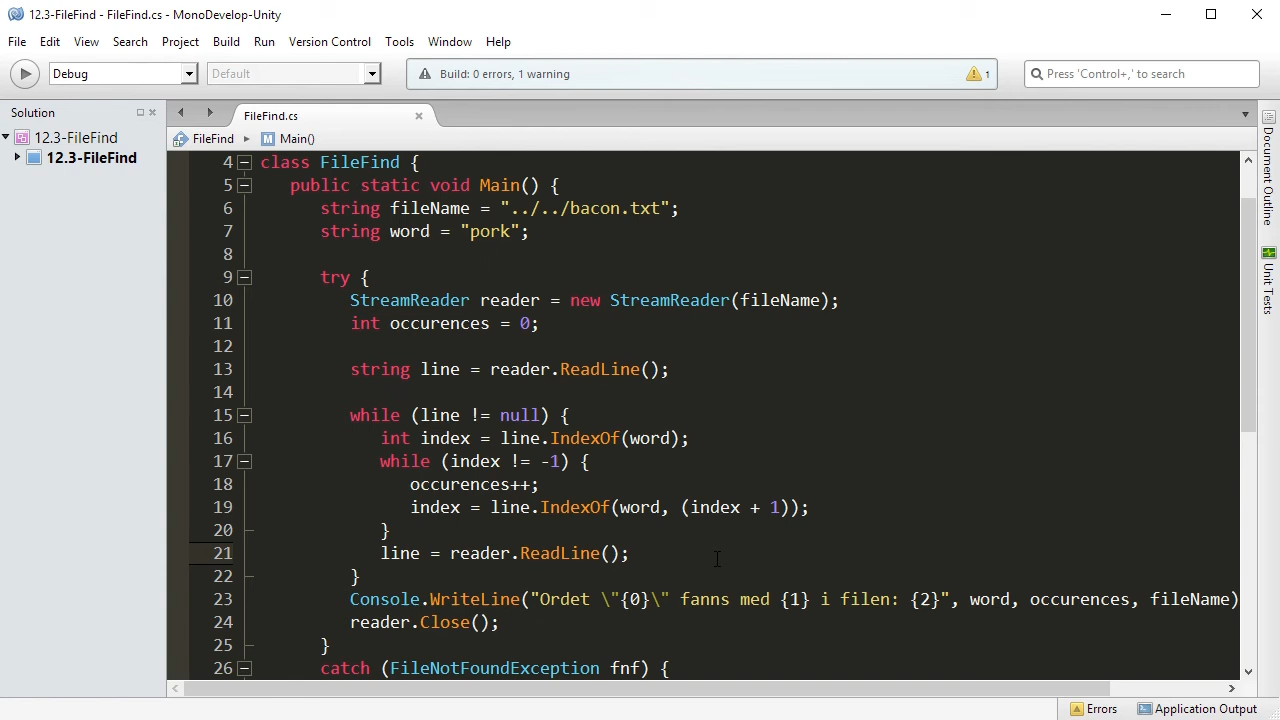 12.3-FileFind - FileFind.cs - MonoDevelop-Unity
File Edit View Search Project Build Run Version Control Tools Window Help
Debug Default Build: 0 errors, 1 warning 1 Press 'Control+,' to search
Solution
12.3-FileFind
12.3-FileFind
FileFind.cs
FileFind Main()
4 class FileFind {
5 public static void Main() {
6 string fileName = "../../bacon.txt";
7 string word = "pork";
8
9 try {
10 StreamReader reader = new StreamReader(fileName);
11 int occurences = 0;
12
13 string line = reader.ReadLine();
14
15 while (line != null) {
16 int index = line.IndexOf(word);
17 while (index != -1) {
18 occurences++;
19 index = line.IndexOf(word, (index + 1));
20 }
21 line = reader.ReadLine();
22 }
23 Console.WriteLine("Ordet \"{0}\" fanns med {1} i filen: {2}", word, occurences, fileName)
24 reader.Close();
25 }
26 catch (FileNotFoundException fnf) {
Document Outline
Unit Tests
Errors Application Output